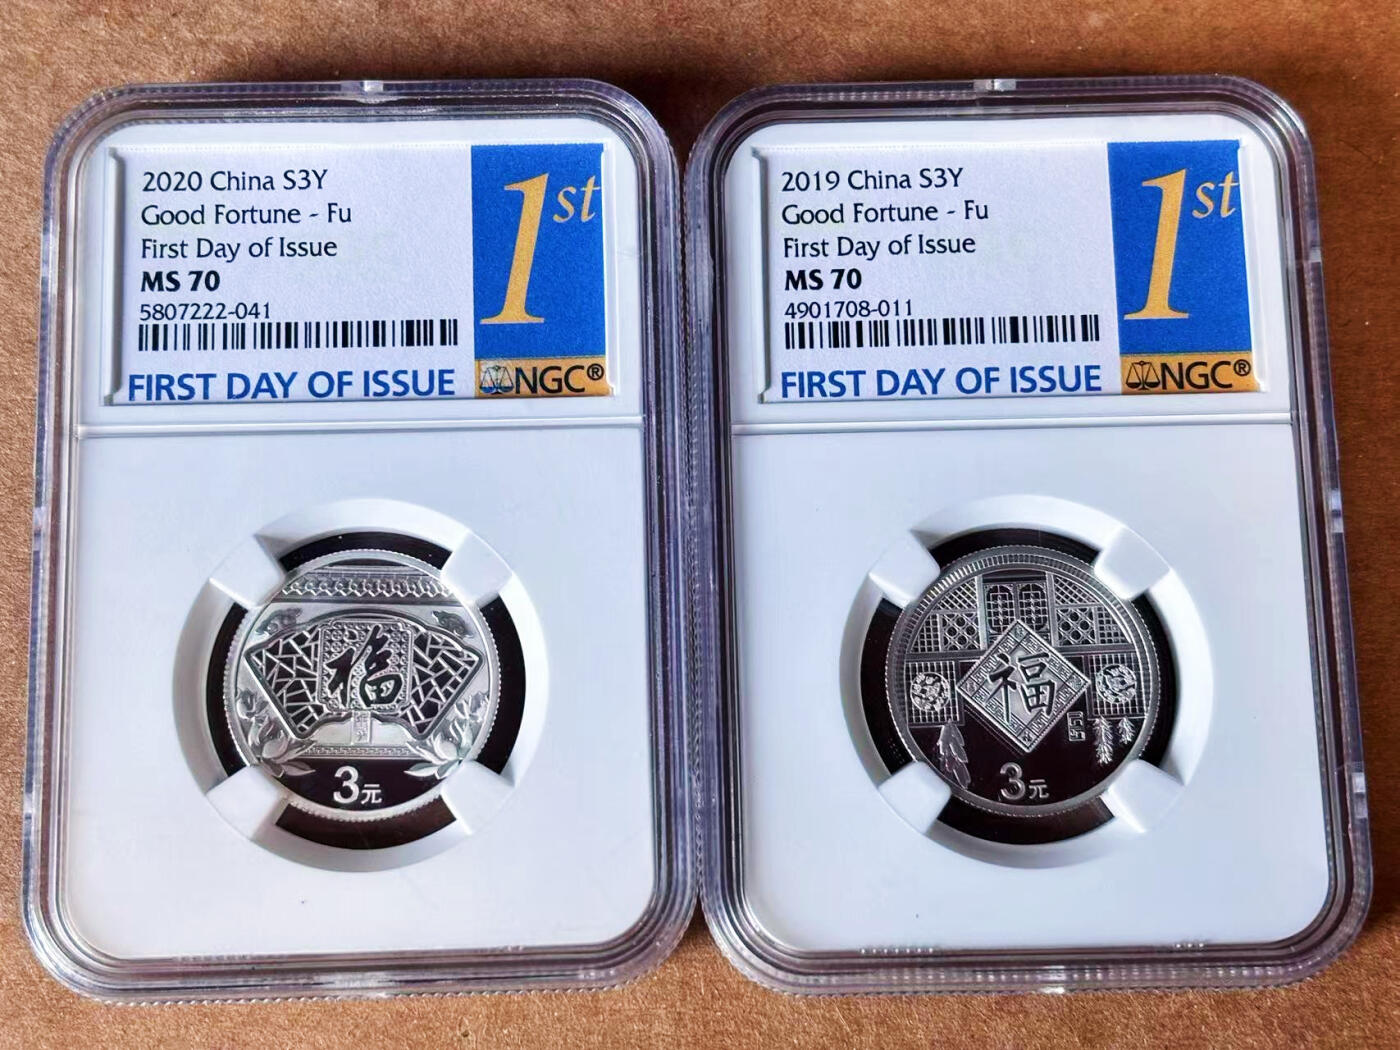 2020 China S3Y
Good Fortune - Fu
First Day of Issue
MS 70
5807222-041
FIRST DAY OF ISSUE
1st
NGC®
福
3元
2019 China S3Y
Good Fortune - Fu
First Day of Issue
MS 70
4901708-011
FIRST DAY OF ISSUE
1st
NGC®
福
3元